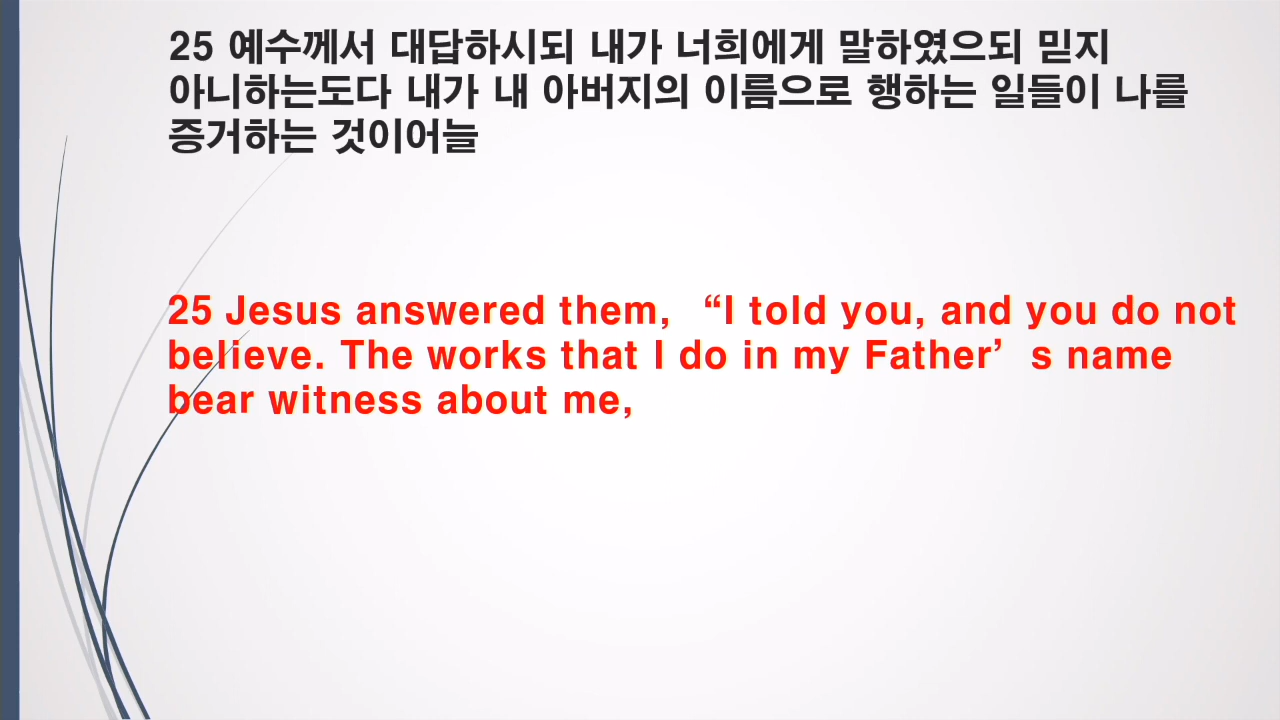 25 예수께서 대답하시되 내가 너희에게 말하였으되 믿지
아니하는도다 내가 내 아버지의 이름으로 행하는 일들이 나를
증거하는 것이어늘
25 Jesus answered them, “I told you, and you do not
believe. The works that I do in my Father’s name
bear witness about me,